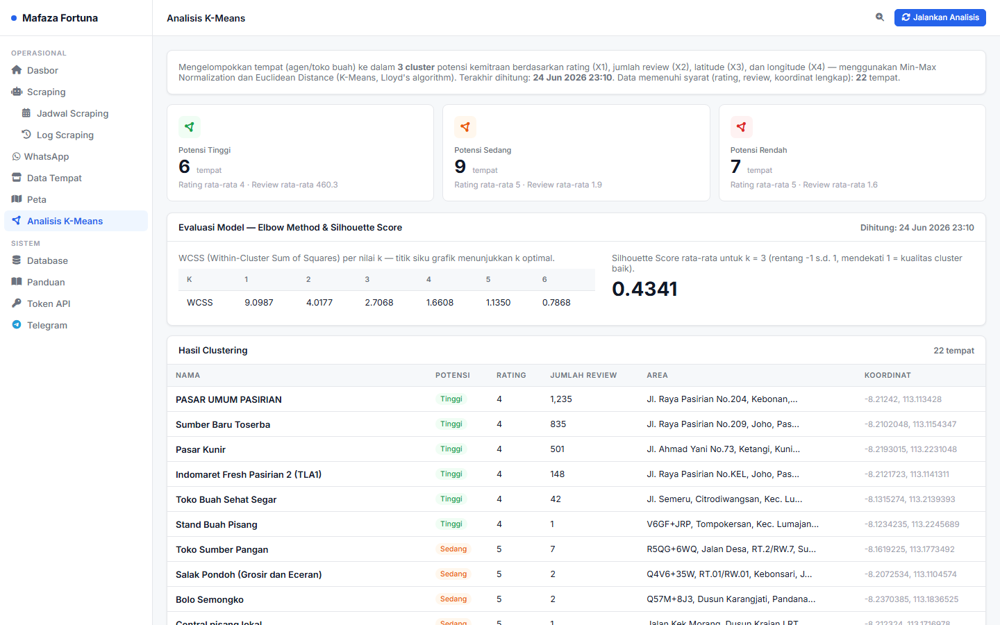 Mafaza Fortuna
Analisis K-Means
Jalankan Analisis
OPERASIONAL
Dasbor
Scraping
Jadwal Scraping
Log Scraping
WhatsApp
Data Tempat
Peta
Analisis K-Means
SISTEM
Database
Panduan
Token API
Telegram
Mengelompokkan tempat (agen/toko buah) ke dalam 3 cluster potensi kemitraan berdasarkan rating (X1), jumlah review (X2), latitude (X3), dan longitude (X4) — menggunakan Min-Max
Normalization dan Euclidean Distance (K-Means, Lloyd's algorithm). Terakhir dihitung: 24 Jun 2026 23:10. Data memenuhi syarat (rating, review, koordinat lengkap): 22 tempat.
Potensi Tinggi
6 tempat
Rating rata-rata 4 · Review rata-rata 460.3
Potensi Sedang
9 tempat
Rating rata-rata 5 · Review rata-rata 1.9
Potensi Rendah
7 tempat
Rating rata-rata 5 · Review rata-rata 1.6
Evaluasi Model — Elbow Method & Silhouette Score
Dihitung: 24 Jun 2026 23:10
WCSS (Within-Cluster Sum of Squares) per nilai k — titik siku grafik menunjukkan k optimal.
K 1 2 3 4 5 6
WCSS 9.0987 4.0177 2.7068 1.6608 1.1350 0.7868
Silhouette Score rata-rata untuk k = 3 (rentang -1 s.d. 1, mendekati 1 = kualitas cluster
baik).
0.4341
Hasil Clustering
22 tempat
NAMA POTENSI RATING JUMLAH REVIEW AREA KOORDINAT
PASAR UMUM PASIRIAN Tinggi 4 1,235 Jl. Raya Pasirian No.204, Kebonan,... -8.21242, 113.113428
Sumber Baru Toserba Tinggi 4 835 Jl. Raya Pasirian No.209, Joho, Pas... -8.2102048, 113.1154347
Pasar Kunir Tinggi 4 501 Jl. Ahmad Yani No.73, Ketangi, Kuni... -8.2193015, 113.2231048
Indomaret Fresh Pasirian 2 (TLA1) Tinggi 4 148 Jl. Raya Pasirian No.KEL, Joho, Pas... -8.2121723, 113.1141311
Toko Buah Sehat Segar Tinggi 4 42 Jl. Semeru, Citrodiwangsan, Kec. Lu... -8.1315274, 113.2139393
Stand Buah Pisang Tinggi 4 1 V6GF+JRP, Tompokersan, Kec. Lumajan... -8.1234235, 113.2245689
Toko Sumber Pangan Sedang 5 7 R5QG+6WQ, Jalan Desa, RT.2/RW.7, Su... -8.1619225, 113.1773492
Salak Pondoh (Grosir dan Eceran) Sedang 5 2 Q4V6+35W, RT.01/RW.01, Kebonsari, J... -8.2072534, 113.1104574
Bolo Semongko Sedang 5 2 Q57M+8J3, Dusun Karangjati, Pandana... -8.2370385, 113.1836525
Central pisang lokal Sedang 5 1 Jalan Kek Morang, Dusun Krajan I RT... -8.212324, 113.1716978